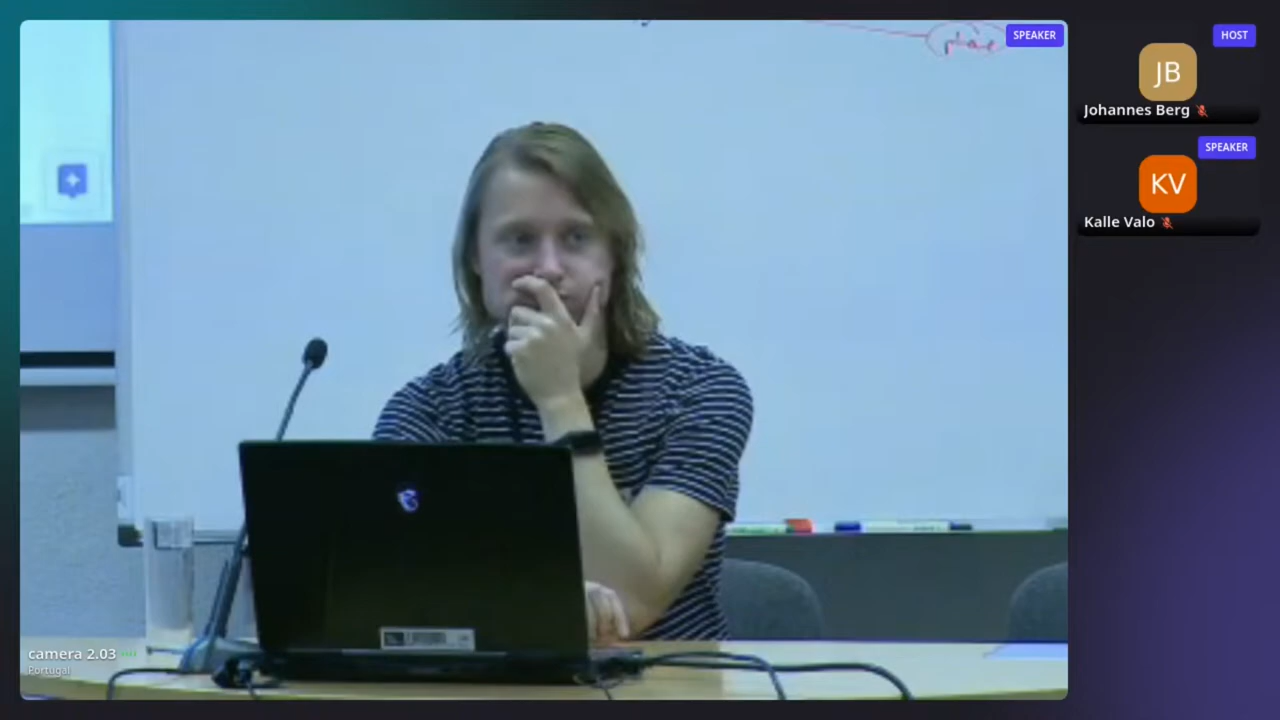 SPEAKER
HOST
JB
Johannes Berg
SPEAKER
KV
Kalle Valo
camera 2.03
Portugal